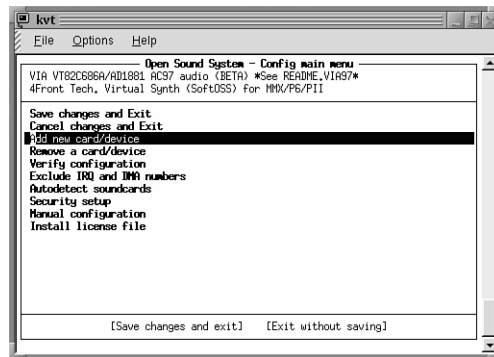 kvt
File Options Help
Open Sound System - Config main menu
VIA VT82C686A/AD1881 AC97 audio (BETA) *See README.VIA97*
4Front Tech. Virtual Synth (SoftOSS) for MMX/P6/PII
Save changes and Exit
Cancel changes and Exit
Add new card/device
Remove a card/device
Verify configuration
Exclude IRQ and DMA numbers
Autodetect soundcards
Security setup
Manual configuration
Install license file
[Save changes and exit] [Exit without saving]